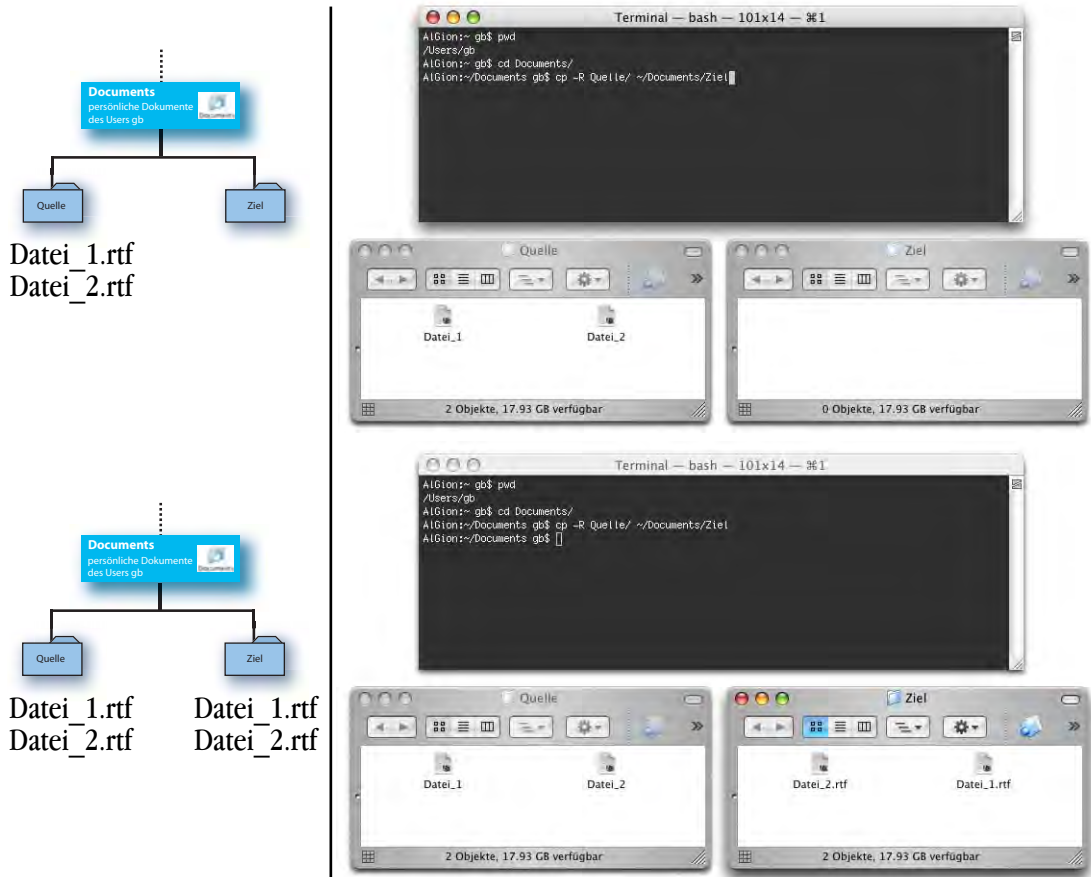 Documents
persönliche Dokumente
des Users gb
Documents
Quelle
Ziel
Datei_1.rtf
Datei_2.rtf
Terminal — bash — 101x14 — ⌘1
AlGion:~ gb$ pwd
/Users/gb
AlGion:~ gb$ cd Documents/
AlGion:~/Documents gb$ cp -R Quelle/ ~/Documents/Ziel
Quelle
Datei_1
Datei_2
2 Objekte, 17.93 GB verfügbar
Ziel
0 Objekte, 17.93 GB verfügbar
Documents
persönliche Dokumente
des Users gb
Documents
Quelle
Ziel
Datei_1.rtf
Datei_2.rtf
Datei_1.rtf
Datei_2.rtf
Terminal — bash — 101x14 — ⌘1
AlGion:~ gb$ pwd
/Users/gb
AlGion:~ gb$ cd Documents/
AlGion:~/Documents gb$ cp -R Quelle/ ~/Documents/Ziel
AlGion:~/Documents gb$
Quelle
Datei_1
Datei_2
2 Objekte, 17.93 GB verfügbar
Ziel
Datei_2.rtf
Datei_1.rtf
2 Objekte, 17.93 GB verfügbar